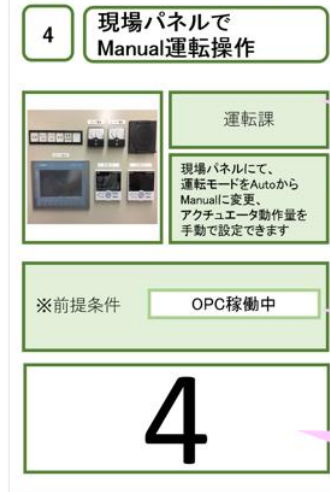 4
現場パネルで
Manual運転操作
運転課
現場パネルにて、
運転モードをAutoから
Manualに変更、
アクチュエータ動作量を
手動で設定できます
※前提条件
OPC稼働中
4